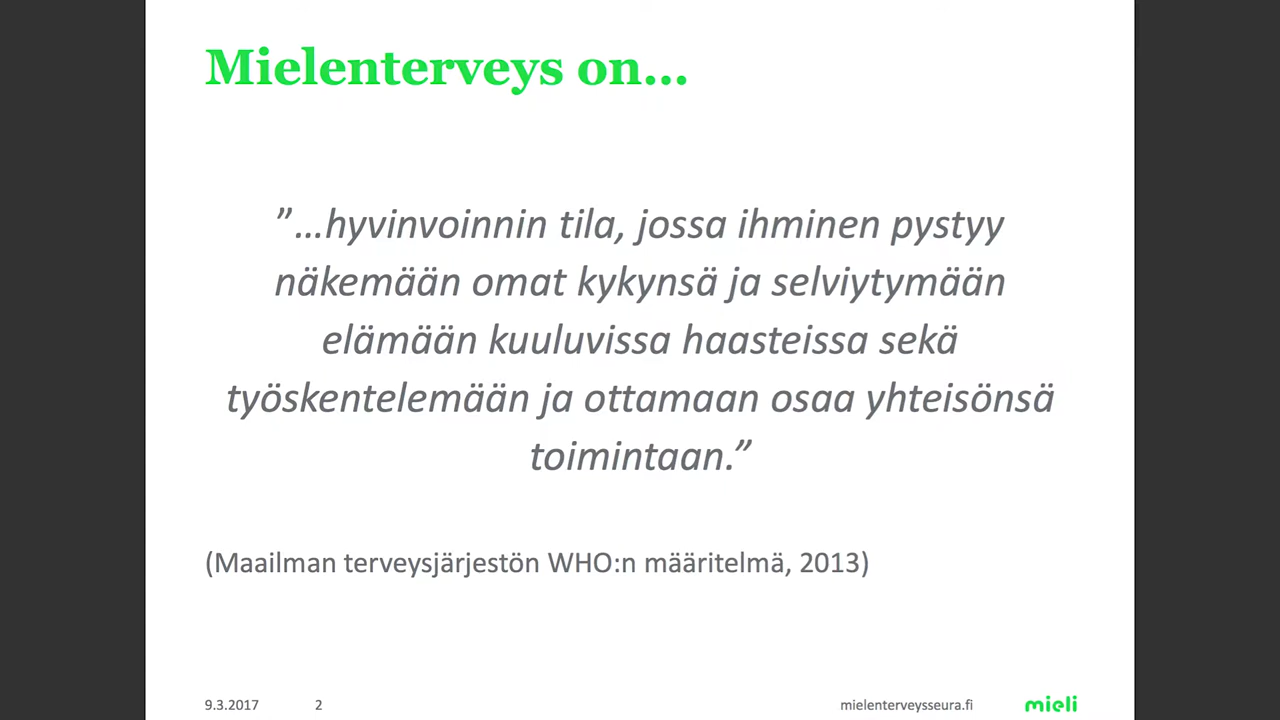 Mielenterveys on...
”...hyvinvoinnin tila, jossa ihminen pystyy
näkemään omat kykynsä ja selviytymään
elämään kuuluvissa haasteissa sekä
työskentelemään ja ottamaan osaa yhteisönsä
toimintaan.”
(Maailman terveysjärjestön WHO:n määritelmä, 2013)
9.3.2017 2 mielenterveysseura.fi mieli